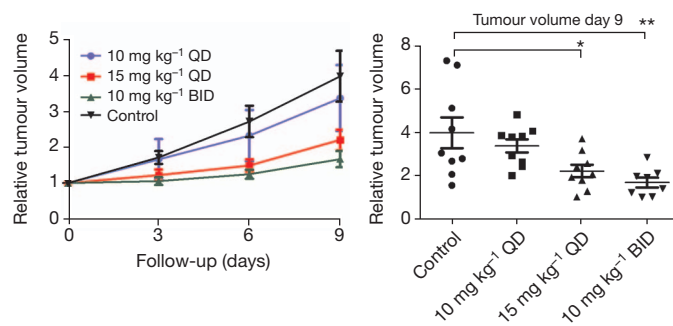 Relative tumour volume
5
4
3
2
1
0
10 mg kg⁻¹ QD
15 mg kg⁻¹ QD
10 mg kg⁻¹ BID
Control
0
3
6
9
Follow-up (days)
Relative tumour volume
8
6
4
2
0
Tumour volume day 9
**
*
Control
10 mg kg⁻¹ QD
15 mg kg⁻¹ QD
10 mg kg⁻¹ BID